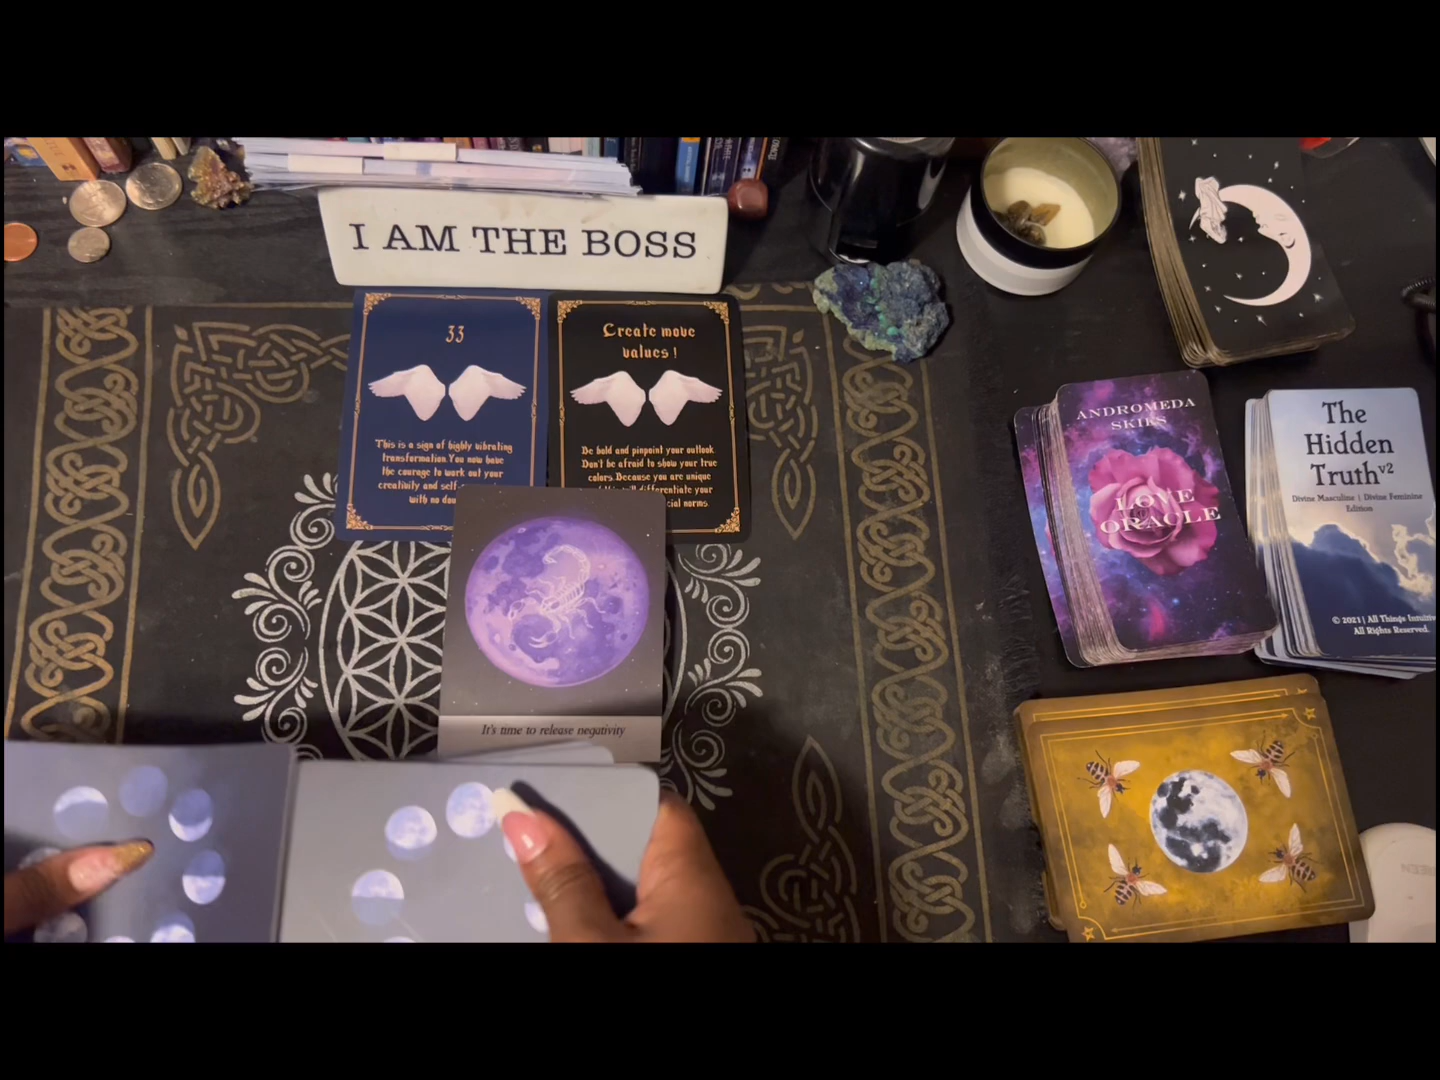 I AM THE BOSS
33
This is a sign of highly vibrating
transformation.You now have
the courage to work out your
creativity and self-
with no
Create move
values !
Be bold and pinpoint your outlook.
Don't be afraid to show your true
colors.Because you are unique
will differentiate your
norms.
It's time to release negativity
ANDROMEDA
SKIES
LOVE
ORACLE
The
Hidden
Truth v2
Divine Masculine | Divine Feminine
Edition
© 2021 | All Things
All Rights Reserved.